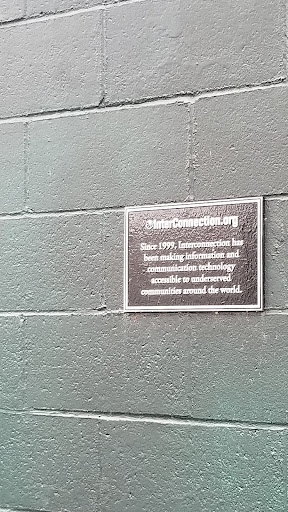 InterConnection.org
Since 1999, Interconnection has
been making information and
communication technology
accessible to underserved
communities around the world.